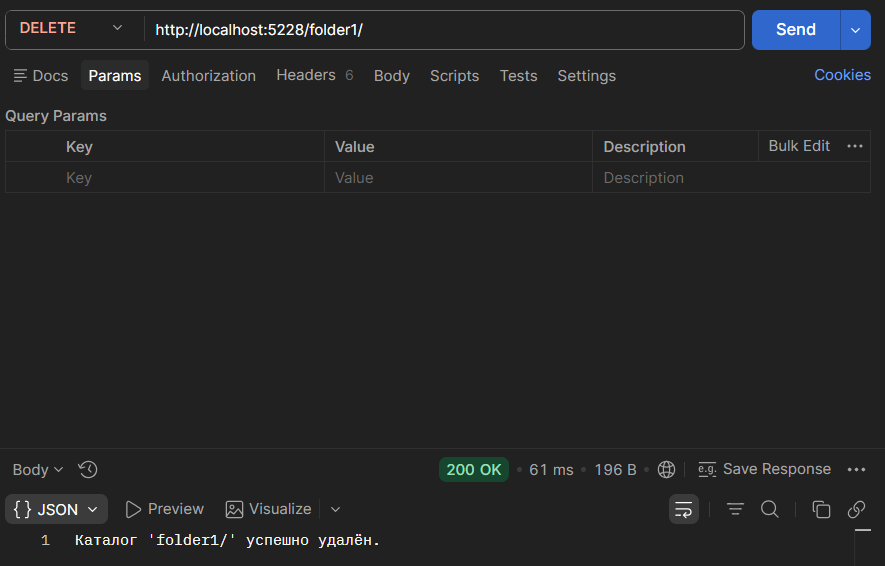 DELETE http://localhost:5228/folder1/ Send
Docs Params Authorization Headers 6 Body Scripts Tests Settings Cookies
Query Params
Key Value Description Bulk Edit
Key Value Description
Body 200 OK 61 ms 196 B e.g. Save Response
{} JSON Preview Visualize
1 Каталог 'folder1/' успешно удалён.